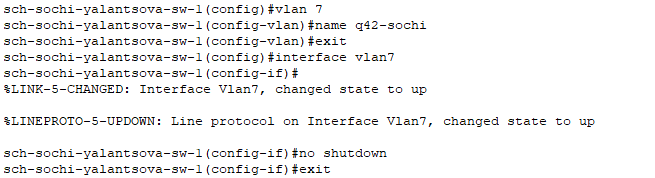 sch-sochi-yalantsova-sw-1(config)#vlan 7
sch-sochi-yalantsova-sw-1(config-vlan)#name q42-sochi
sch-sochi-yalantsova-sw-1(config-vlan)#exit
sch-sochi-yalantsova-sw-1(config)#interface vlan7
sch-sochi-yalantsova-sw-1(config-if)#
%LINK-5-CHANGED: Interface Vlan7, changed state to up
%LINEPROTO-5-UPDOWN: Line protocol on Interface Vlan7, changed state to up
sch-sochi-yalantsova-sw-1(config-if)#no shutdown
sch-sochi-yalantsova-sw-1(config-if)#exit